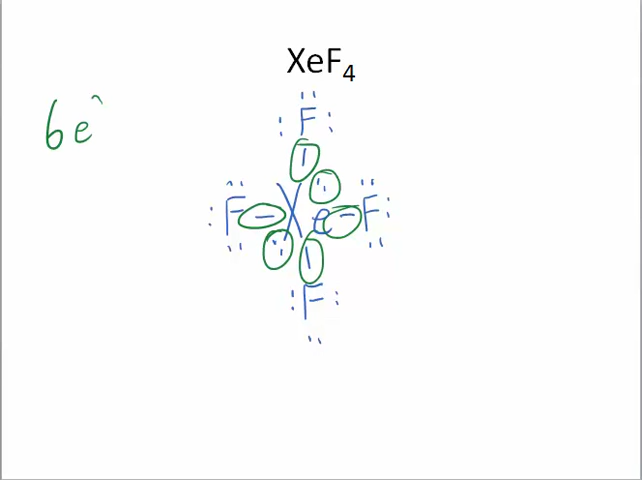 XeF₄
6e^
F
F – Xe – F
F